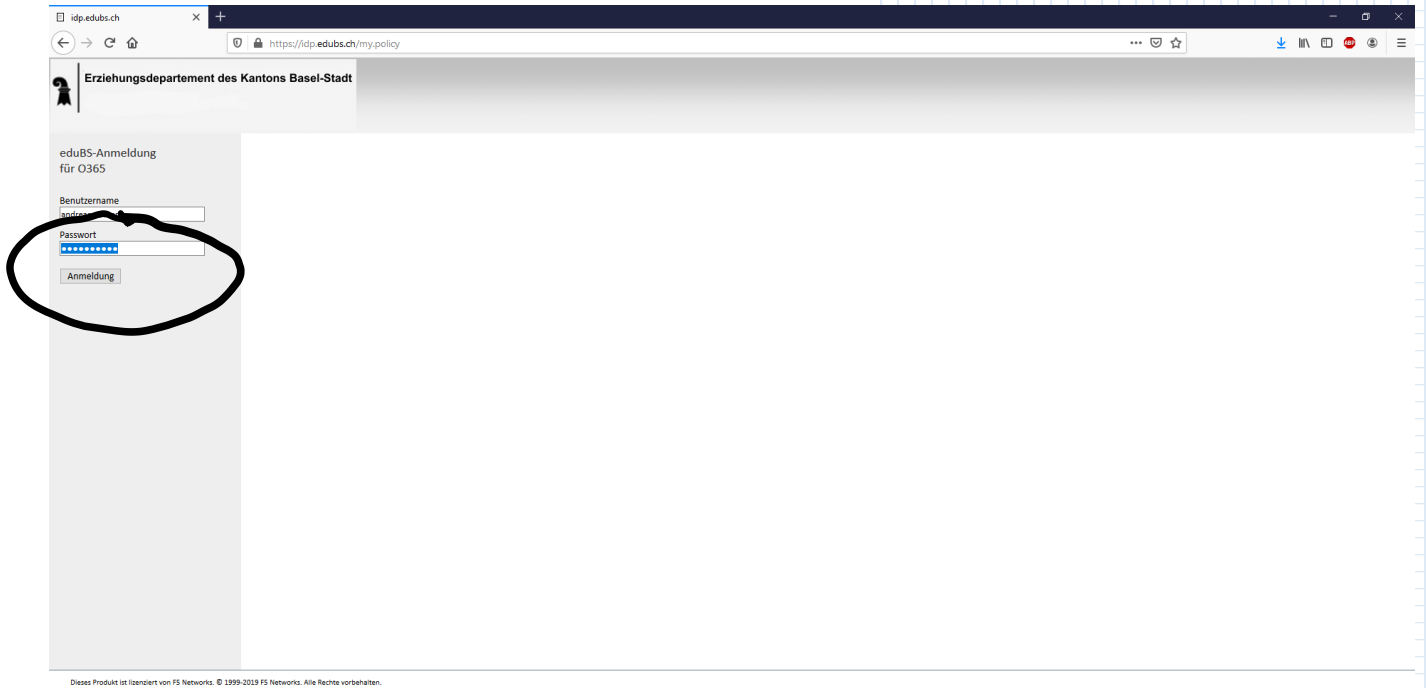 idp.edubs.ch
https://idp.edubs.ch/my.policy
ABP
Erziehungsdepartement des Kantons Basel-Stadt
eduBS-Anmeldung
für O365
Benutzername
Passwort
Anmeldung
Dieses Produkt ist lizenziert von F5 Networks. © 1999-2019 F5 Networks. Alle Rechte vorbehalten.